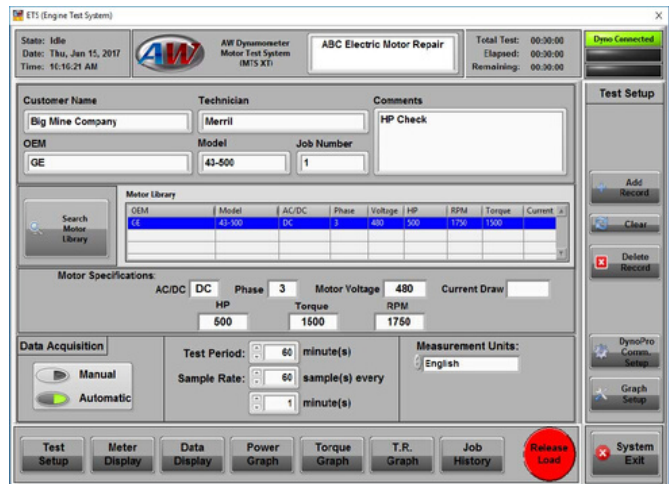 ETS (Engine Test System)
State: Idle
Date: Thu, Jan 15, 2017
Time: 10:16:21 AM
AW
AW Dynamometer
Motor Test System
(MTS XT)
ABC Electric Motor Repair
Total Test: 00:00:00
Elapsed: 00:00:00
Remaining: 00:00:00
Dyno Connected
Customer Name
Technician
Comments
Big Mine Company
Merril
HP Check
OEM
Model
Job Number
GE
43-500
1
Search
Motor
Library
Motor Library
OEM Model AC/DC Phase Voltage HP RPM Torque Current
GE 43-500 DC 3 480 500 1750 1500
Motor Specifications:
AC/DC DC Phase 3 Motor Voltage 480 Current Draw
HP Torque RPM
500 1500 1750
Data Acquisition
Manual
Automatic
Test Period: 60 minute(s)
Sample Rate: 60 sample(s) every
1 minute(s)
Measurement Units:
English
Test Setup
Add
Record
Clear
Delete
Record
DynoPro
Comm.
Setup
Graph
Setup
Test
Setup
Meter
Display
Data
Display
Power
Graph
Torque
Graph
T.R.
Graph
Job
History
Release
Load
System
Exit